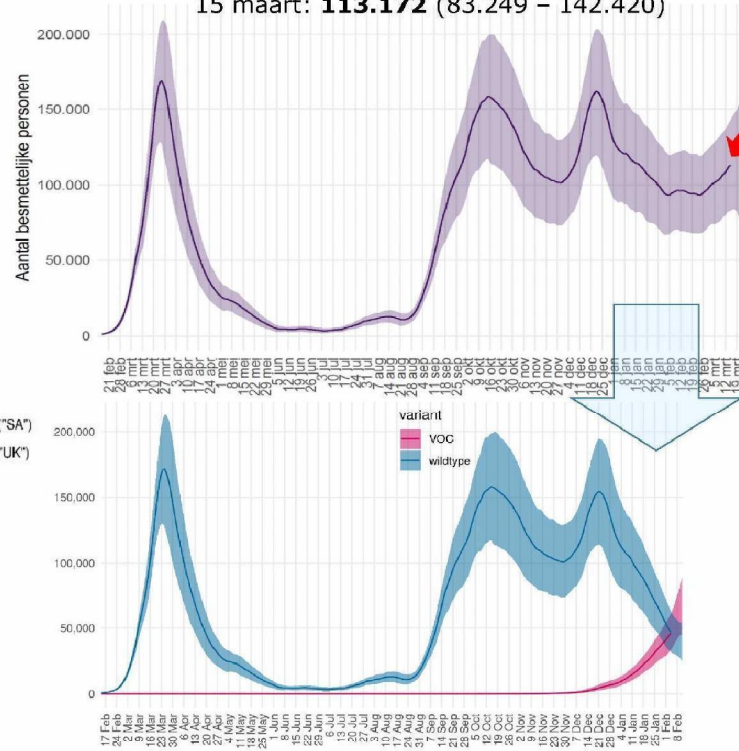 15 maart: 113.172 (83.249 – 142.420)
Aantal besmettelijke personen
200.000
150.000
100.000
50.000
0
21 feb
28 feb
6 mrt
13 mrt
20 mrt
27 mrt
3 apr
10 apr
17 apr
24 apr
1 mei
8 mei
15 mei
22 mei
29 mei
5 jun
12 jun
19 jun
26 jun
3 jul
10 jul
17 jul
24 jul
31 jul
7 aug
14 aug
21 aug
28 aug
4 sep
11 sep
18 sep
25 sep
2 okt
9 okt
16 okt
23 okt
30 okt
6 nov
13 nov
20 nov
27 nov
4 dec
11 dec
18 dec
25 dec
1 jan
8 jan
15 jan
22 jan
29 jan
5 feb
12 feb
19 feb
26 feb
5 mrt
12 mrt
19 mrt
("SA")
"UK")
variant
VOC
wildtype
200,000
150,000
100,000
50,000
0
17 Feb
24 Feb
2 Mar
9 Mar
16 Mar
23 Mar
30 Mar
6 Apr
13 Apr
20 Apr
27 Apr
4 May
11 May
18 May
25 May
1 Jun
8 Jun
15 Jun
22 Jun
29 Jun
6 Jul
13 Jul
20 Jul
27 Jul
3 Aug
10 Aug
17 Aug
24 Aug
31 Aug
7 Sep
14 Sep
21 Sep
28 Sep
5 Oct
12 Oct
19 Oct
26 Oct
2 Nov
9 Nov
16 Nov
23 Nov
30 Nov
7 Dec
14 Dec
21 Dec
28 Dec
4 Jan
11 Jan
18 Jan
25 Jan
1 Feb
8 Feb